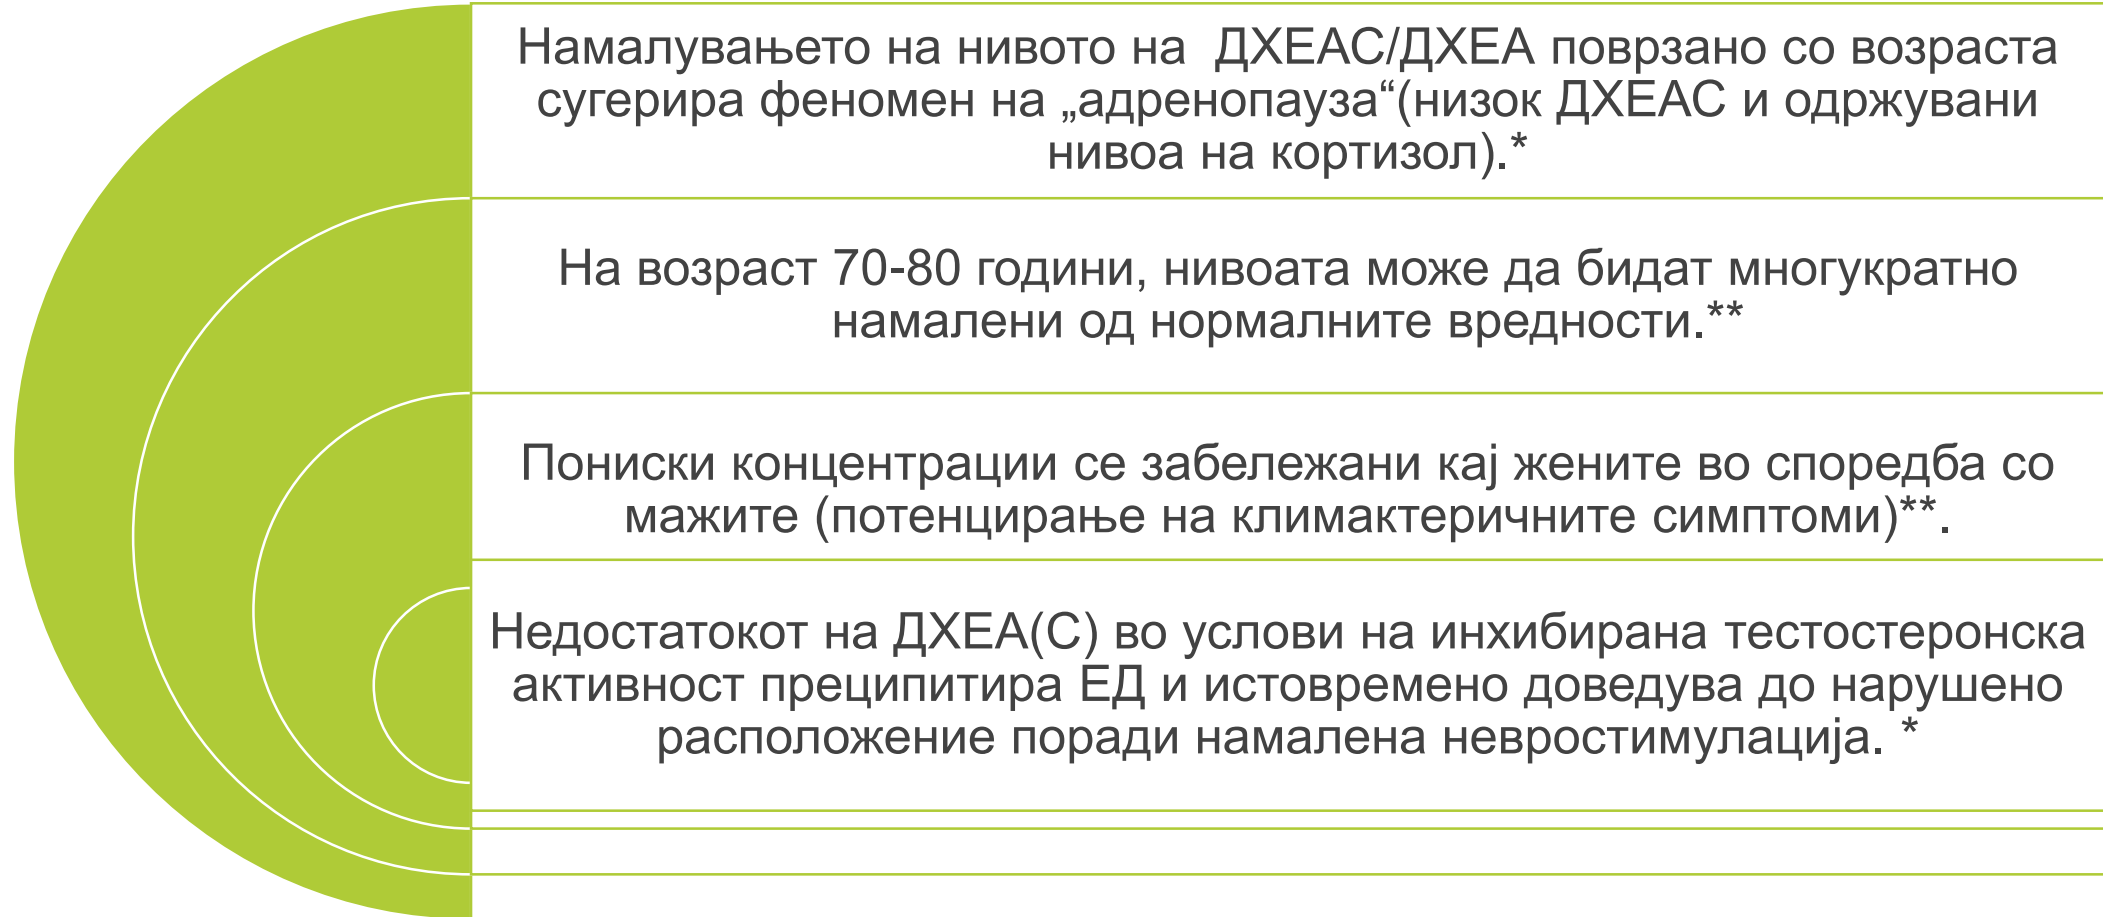 Намалувањето на нивото на  ДХЕАС/ДХЕА поврзано со возраста
сугерира феномен на „адренопауза“(низок ДХЕАС и одржувани
нивоа на кортизол).*
На возраст 70-80 години, нивоата може да бидат многукратно
намалени од нормалните вредности.**
Пониски концентрации се забележани кај жените во споредба со
мажите (потенцирање на климактеричните симптоми)**.
Недостатокот на ДХЕА(С) во услови на инхибирана тестостеронска
активност преципитира ЕД и истовремено доведува до нарушено
расположение поради намалена невростимулација. *